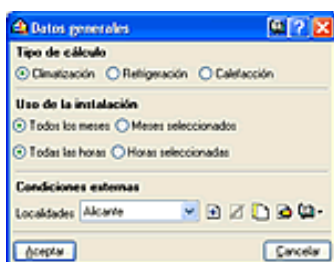 Datos generales
Tipo de cálculo
Climatización Refrigeración Calefacción
Uso de la instalación
Todos los meses Meses seleccionados
Todas las horas Horas seleccionadas
Condiciones externas
Localidades Alicante
Aceptar Cancelar